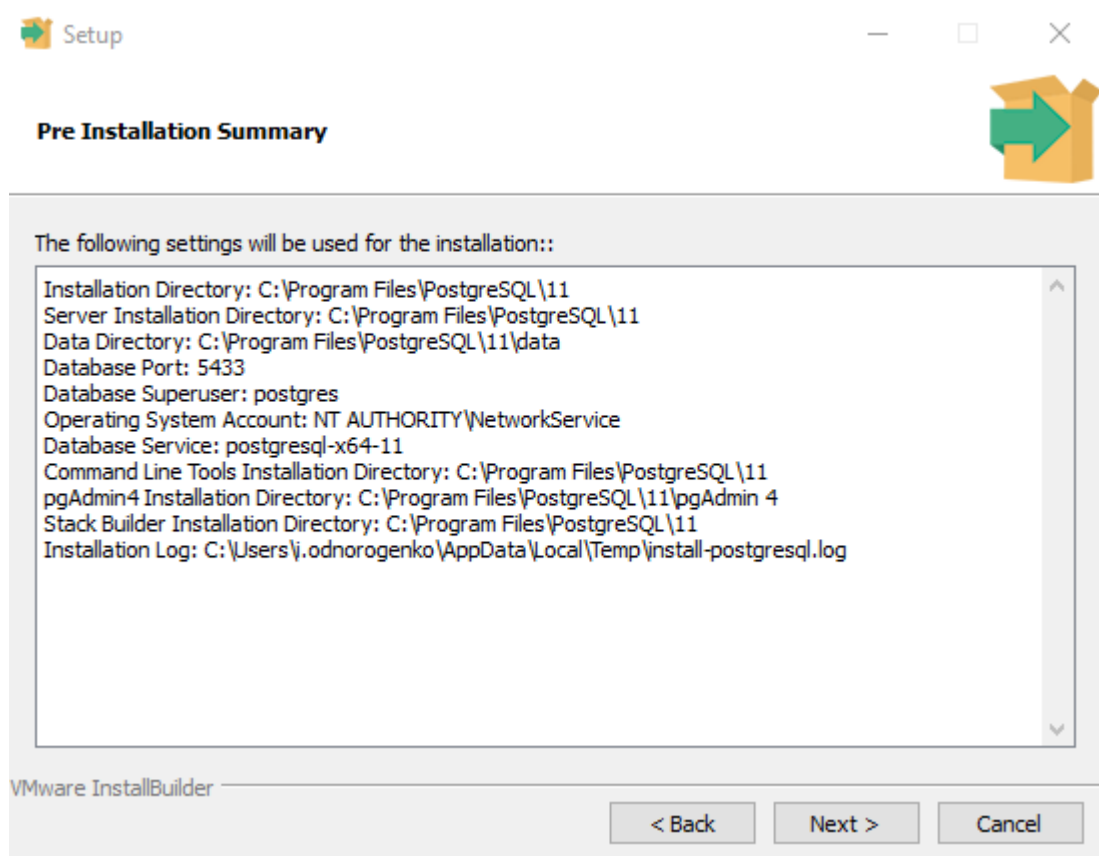 Setup
Pre Installation Summary
The following settings will be used for the installation::
Installation Directory: C:\Program Files\PostgreSQL\11
Server Installation Directory: C:\Program Files\PostgreSQL\11
Data Directory: C:\Program Files\PostgreSQL\11\data
Database Port: 5433
Database Superuser: postgres
Operating System Account: NT AUTHORITY\NetworkService
Database Service: postgresql-x64-11
Command Line Tools Installation Directory: C:\Program Files\PostgreSQL\11
pgAdmin4 Installation Directory: C:\Program Files\PostgreSQL\11\pgAdmin 4
Stack Builder Installation Directory: C:\Program Files\PostgreSQL\11
Installation Log: C:\Users\i.odnorogenko\AppData\Local\Temp\install-postgresql.log
VMware InstallBuilder
< Back Next > Cancel